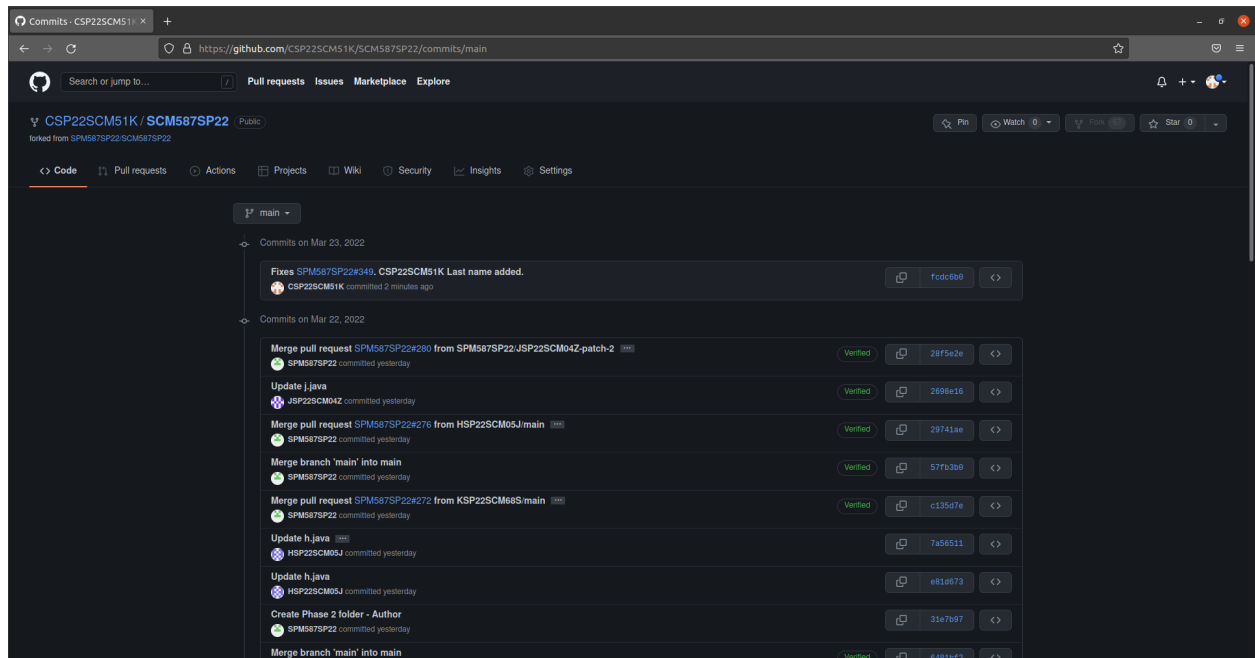 Commits · CSP22SCM51K
https://github.com/CSP22SCM51K/SCM587SP22/commits/main
Search or jump to... / Pull requests Issues Marketplace Explore
CSP22SCM51K / SCM587SP22 Public
Pin Watch 0 Fork Star 0
forked from SPM587SP22/SCM587SP22
Code Pull requests Actions Projects Wiki Security Insights Settings
main
Commits on Mar 23, 2022
Fixes SPM587SP22#349. CSP22SCM51K Last name added.
CSP22SCM51K committed 2 minutes ago
fcdc6b0
Commits on Mar 22, 2022
Merge pull request SPM587SP22#280 from SPM587SP22/JSP22SCM04Z-patch-2 ...
SPM587SP22 committed yesterday
Verified 28f5e2e
Update j.java
JSP22SCM04Z committed yesterday
Verified 2698e16
Merge pull request SPM587SP22#276 from HSP22SCM05J/main ...
SPM587SP22 committed yesterday
Verified 29741ae
Merge branch 'main' into main
SPM587SP22 committed yesterday
Verified 57fb3b0
Merge pull request SPM587SP22#272 from KSP22SCM68S/main ...
SPM587SP22 committed yesterday
Verified c135d7e
Update h.java ...
HSP22SCM05J committed yesterday
7a56511
Update h.java
HSP22SCM05J committed yesterday
e81d673
Create Phase 2 folder - Author
SPM587SP22 committed yesterday
31e7b97
Merge branch 'main' into main
Verified